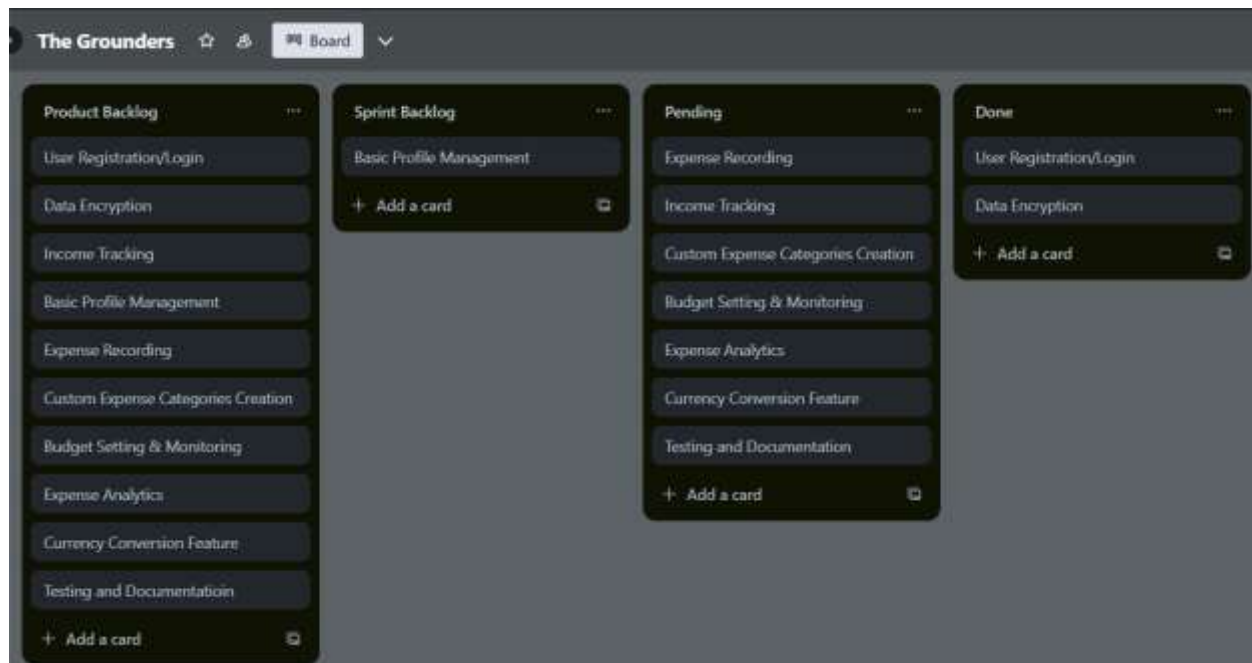 The Grounders
Board
Product Backlog
User Registration/Login
Data Encryption
Income Tracking
Basic Profile Management
Expense Recording
Custom Expense Categories Creation
Budget Setting & Monitoring
Expense Analytics
Currency Conversion Feature
Testing and Documentatioin
+ Add a card
Sprint Backlog
Basic Profile Management
+ Add a card
Pending
Expense Recording
Income Tracking
Custom Expense Categories Creation
Budget Setting & Monitoring
Expense Analytics
Currency Conversion Feature
Testing and Documentation
+ Add a card
Done
User Registration/Login
Data Encryption
+ Add a card